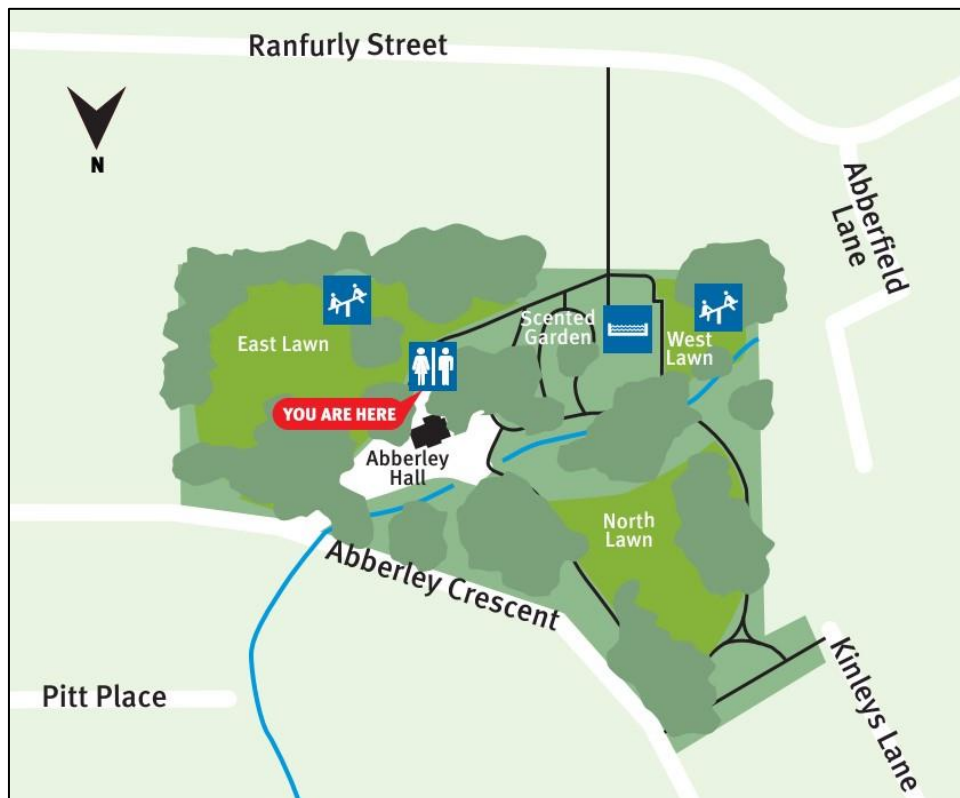 Ranfurly Street
N
Abberfield
Lane
Scented
Garden
West
Lawn
East Lawn
YOU ARE HERE
Abberley
Hall
North
Lawn
Abberley Crescent
Pitt Place
Kinleys Lane